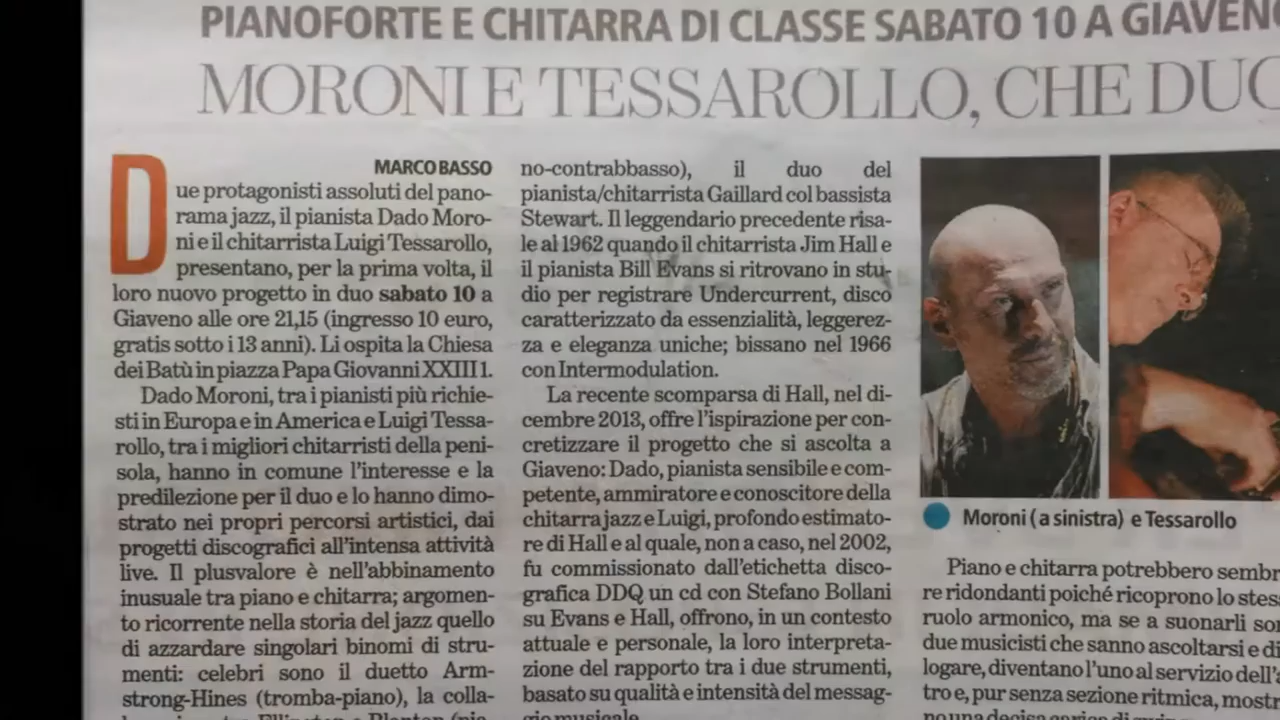 PIANOFORTE E CHITARRA DI CLASSE SABATO 10 A GIAVENO
MORONI E TESSAROLLO, CHE DUO
MARCO BASSO
Due protagonisti assoluti del pano-
rama jazz, il pianista Dado Moro-
ni e il chitarrista Luigi Tessarollo,
presentano, per la prima volta, il
loro nuovo progetto in duo sabato 10 a
Giaveno alle ore 21,15 (ingresso 10 euro,
gratis sotto i 13 anni). Li ospita la Chiesa
dei Batù in piazza Papa Giovanni XXIII 1.
Dado Moroni, tra i pianisti più richie-
sti in Europa e in America e Luigi Tessa-
rollo, tra i migliori chitarristi della peni-
sola, hanno in comune l'interesse e la
predilezione per il duo e lo hanno dimo-
strato nei propri percorsi artistici, dai
progetti discografici all'intensa attività
live. Il plusvalore è nell'abbinamento
inusuale tra piano e chitarra; argomen-
to ricorrente nella storia del jazz quello
di azzardare singolari binomi di stru-
menti: celebri sono il duetto Arm-
strong-Hines (tromba-piano), la colla-
no-contrabbasso), il duo del
pianista/chitarrista Gaillard col bassista
Stewart. Il leggendario precedente risa-
le al 1962 quando il chitarrista Jim Hall e
il pianista Bill Evans si ritrovano in stu-
dio per registrare Undercurrent, disco
caratterizzato da essenzialità, leggerez-
za e eleganza uniche; bissano nel 1966
con Intermodulation.
La recente scomparsa di Hall, nel di-
cembre 2013, offre l'ispirazione per con-
cretizzare il progetto che si ascolta a
Giaveno: Dado, pianista sensibile e com-
petente, ammiratore e conoscitore della
chitarra jazz e Luigi, profondo estimato-
re di Hall e al quale, non a caso, nel 2002,
fu commissionato dall'etichetta disco-
grafica DDQ un cd con Stefano Bollani
su Evans e Hall, offrono, in un contesto
attuale e personale, la loro interpreta-
zione del rapporto tra i due strumenti,
basato su qualità e intensità del messag-
gio musicale.
Moroni (a sinistra) e Tessarollo
Piano e chitarra potrebbero sembr
re ridondanti poiché ricoprono lo stes
ruolo armonico, ma se a suonarli so
due musicisti che sanno ascoltarsi e di
logare, diventano l'uno al servizio dell'a
tro e, pur senza sezione ritmica, mostr